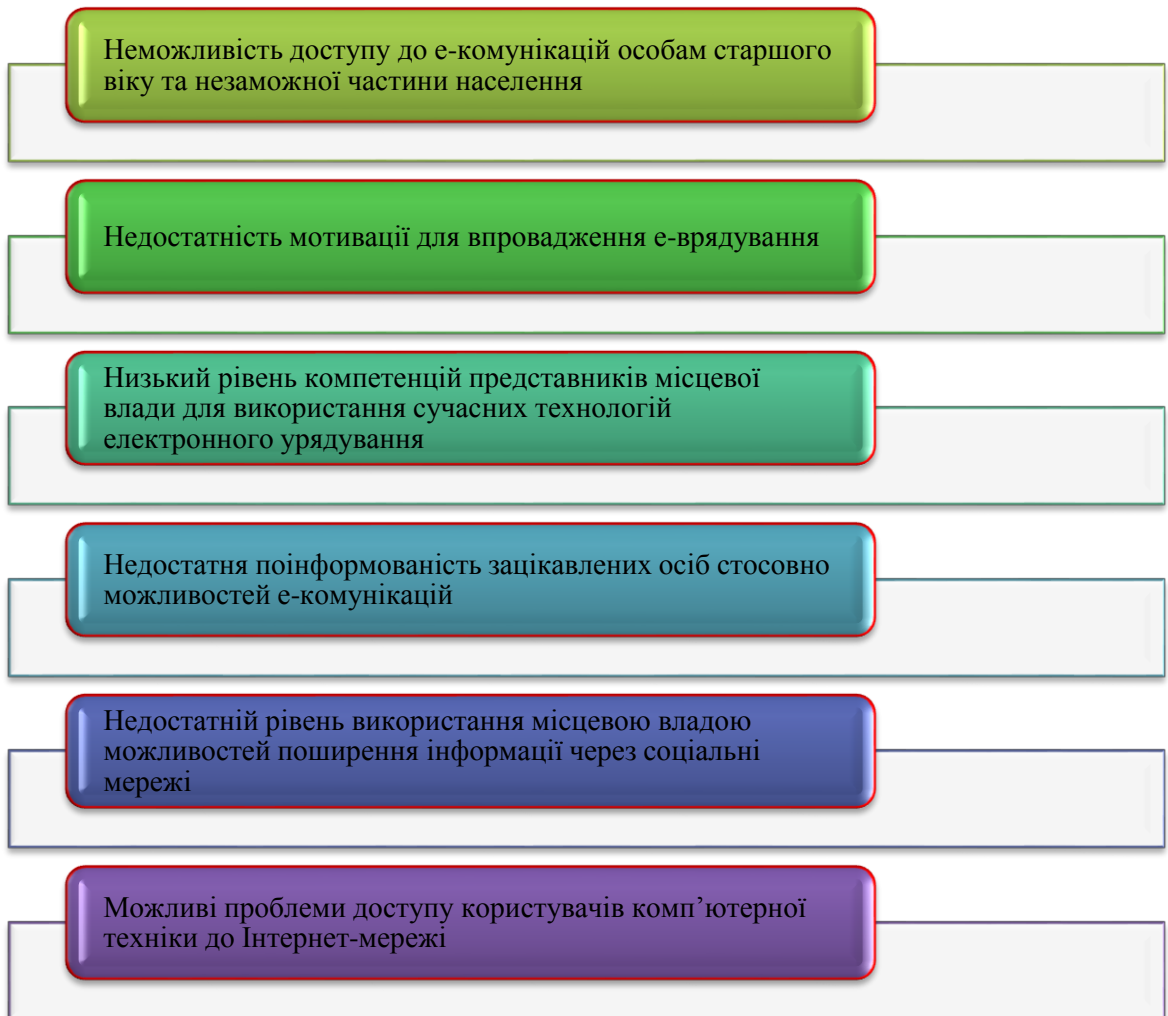 Неможливість доступу до е-комунікацій особам старшого
віку та незаможної частини населення
Недостатність мотивації для впровадження е-врядування
Низький рівень компетенцій представників місцевої
влади для використання сучасних технологій
електронного урядування
Недостатня поінформованість зацікавлених осіб стосовно
можливостей е-комунікацій
Недостатній рівень використання місцевою владою
можливостей поширення інформації через соціальні
мережі
Можливі проблеми доступу користувачів комп’ютерної
техніки до Інтернет-мережі